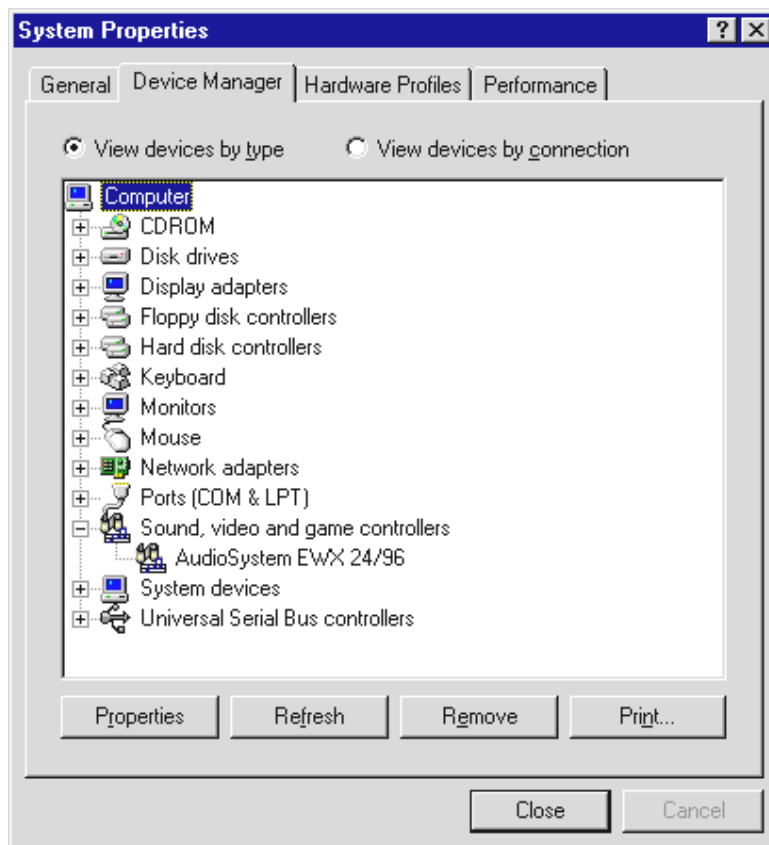 System Properties
General Device Manager Hardware Profiles Performance
View devices by type View devices by connection
Computer
CDROM
Disk drives
Display adapters
Floppy disk controllers
Hard disk controllers
Keyboard
Monitors
Mouse
Network adapters
Ports (COM & LPT)
Sound, video and game controllers
AudioSystem EWX 24/96
System devices
Universal Serial Bus controllers
Properties Refresh Remove Print...
Close Cancel